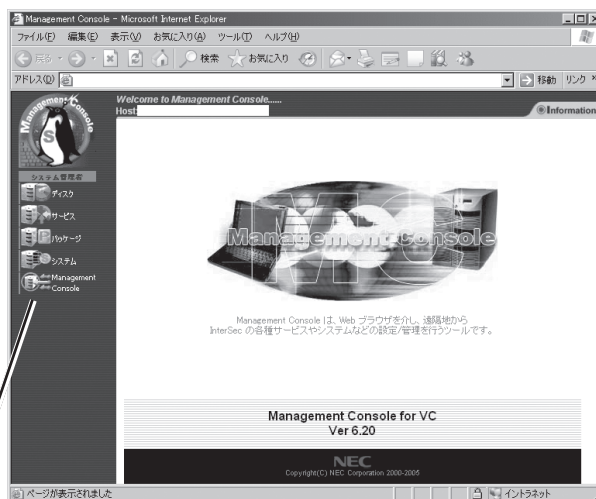 Management Console - Microsoft Internet Explorer
ファイル(F) 編集(E) 表示(V) お気に入り(A) ツール(T) ヘルプ(H)
戻る 検索 お気に入り
アドレス(D) 移動 リンク
Management Console
S
Welcome to Management Console......
Host:
Information
システム管理者
ディスク
サービス
パッケージ
システム
Management
Console
MC
Management Console
Management Console は、Web ブラウザを介し、遠隔地から
InterSec の各種サービスやシステムなどの設定/管理を行うツールです。
Management Console for VC
Ver 6.20
NEC
Copyright(C) NEC Corporation 2000-2005
ページが表示されました イントラネット